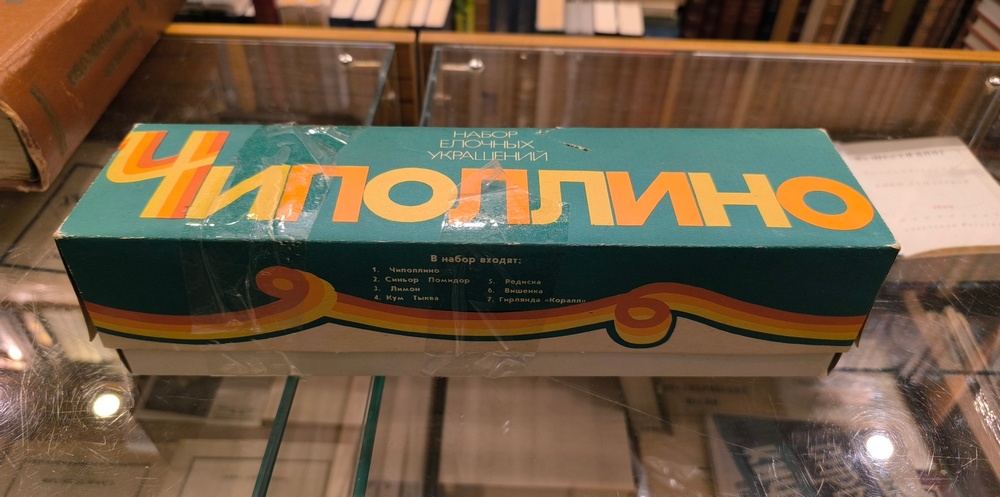 НАБОР
ЕЛОЧНЫХ
УКРАШЕНИЙ
Чиполлино
В набор входят:
1. Чиполлино
2. Синьор Помидор
3. Лимон
4. Кум Тыква
5. Редиска
6. Вишенка
7. Гирлянда «Коралл»